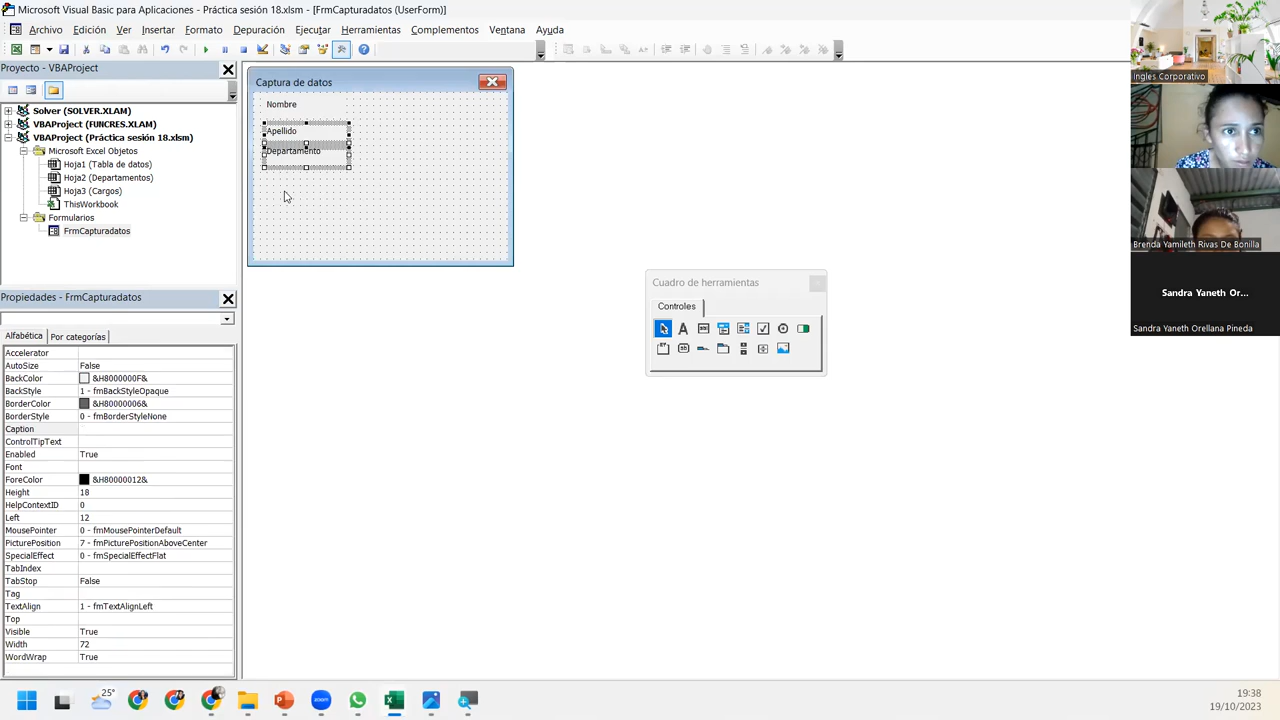 Microsoft Visual Basic para Aplicaciones - Práctica sesión 18.xlsm - [FrmCapturadatos (UserForm)]
Archivo Edición Ver Insertar Formato Depuración Ejecutar Herramientas Complementos Ventana Ayuda
Proyecto - VBAProject
Solver (SOLVER.XLAM)
VBAProject (FUNCRES.XLAM)
VBAProject (Práctica sesión 18.xlsm)
Microsoft Excel Objetos
Hoja1 (Tabla de datos)
Hoja2 (Departamentos)
Hoja3 (Cargos)
ThisWorkbook
Formularios
FrmCapturadatos
Propiedades - FrmCapturadatos
Alfabética Por categorías
Accelerator
AutoSize False
BackColor &H8000000F&
BackStyle 1 - fmBackStyleOpaque
BorderColor &H80000006&
BorderStyle 0 - fmBorderStyleNone
Caption
ControlTipText
Enabled True
Font
ForeColor &H80000012&
Height 18
HelpContextID 0
Left 12
MousePointer 0 - fmMousePointerDefault
PicturePosition 7 - fmPicturePositionAboveCenter
SpecialEffect 0 - fmSpecialEffectFlat
TabIndex
TabStop False
Tag
TextAlign 1 - fmTextAlignLeft
Top
Visible True
Width 72
WordWrap True
Captura de datos
Nombre
Apellido
Departamento
Cuadro de herramientas
Controles
Ingles Corporativo
Brenda Yamileth Rivas De Bonilla
Sandra Yaneth Or...
Sandra Yaneth Orellana Pineda
25°
zoom
19:38
19/10/2023